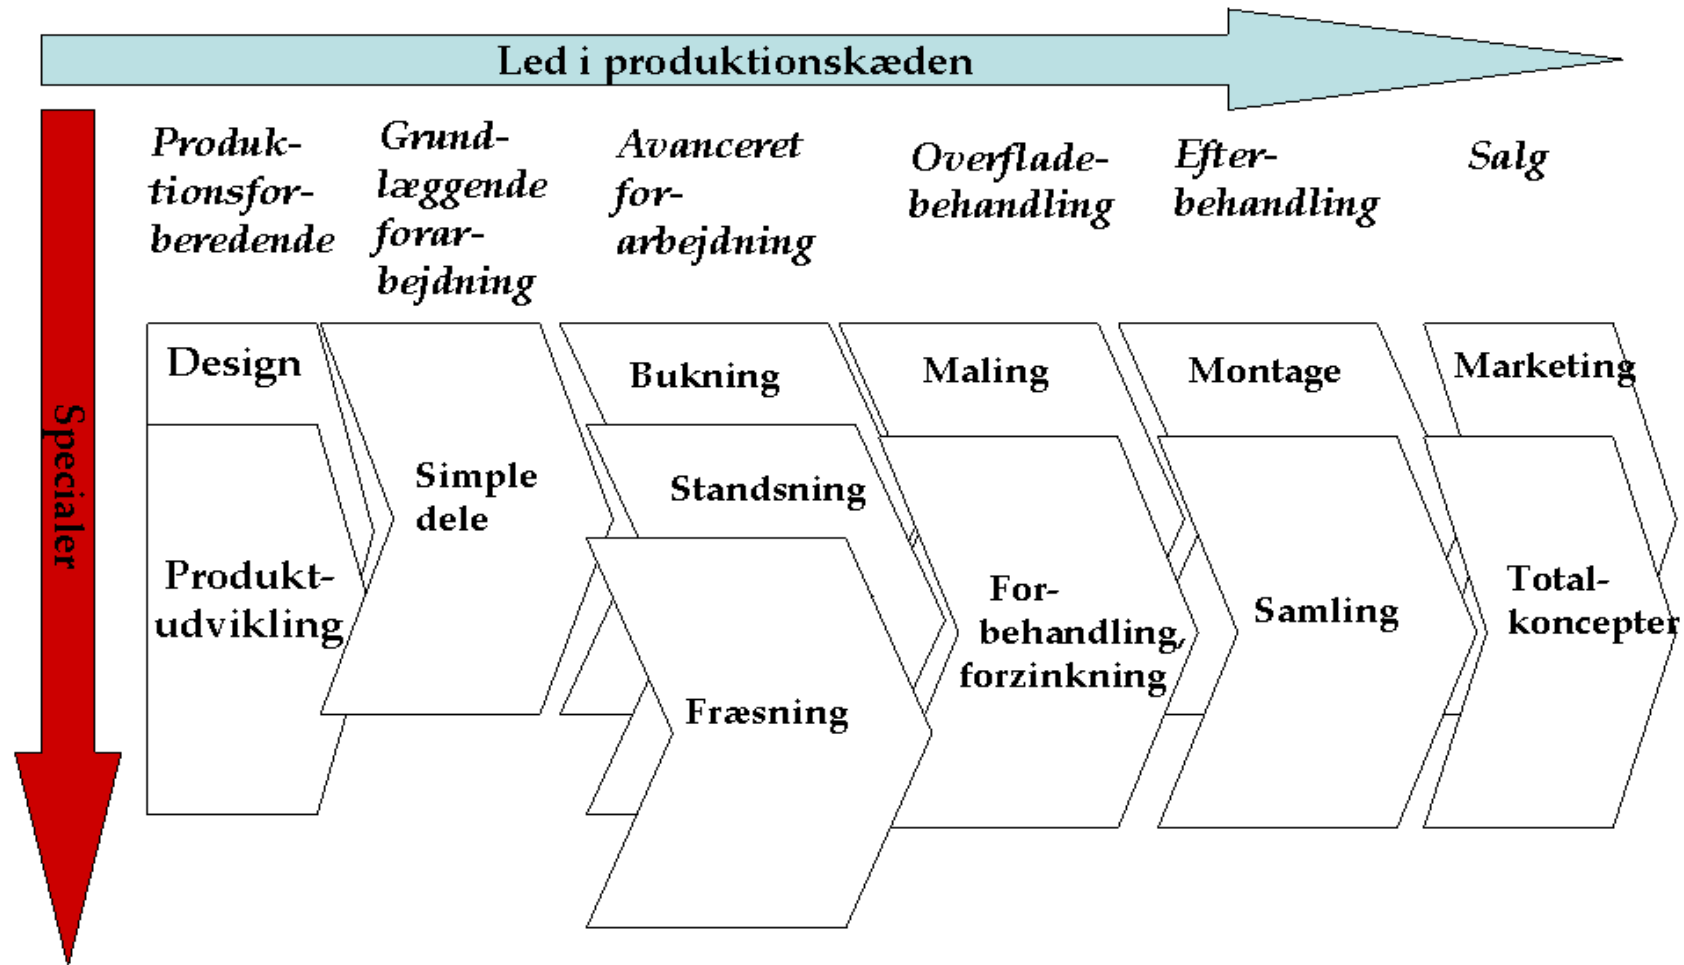 Led i produktionskæden
Produk-
tionsfor-
beredende
Grund-
læggende
forar-
bejdning
Avanceret
for-
arbejdning
Overflade-
behandling
Efter-
behandling
Salg
Specialer
Design
Produkt-
udvikling
Simple
dele
Bukning
Standsning
Fræsning
Maling
For-
behandling,
forzinkning
Montage
Samling
Marketing
Total-
koncepter